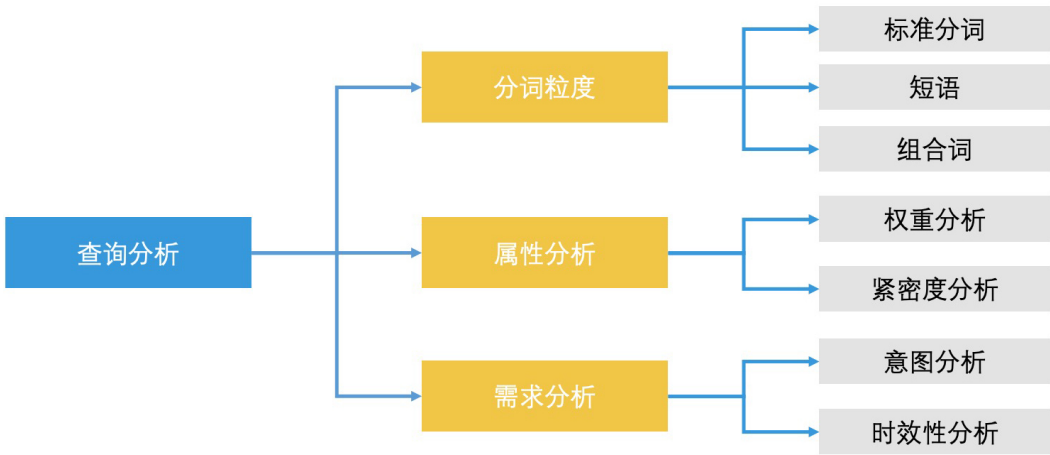 查询分析
分词粒度
标准分词
短语
组合词
属性分析
权重分析
紧密度分析
需求分析
意图分析
时效性分析